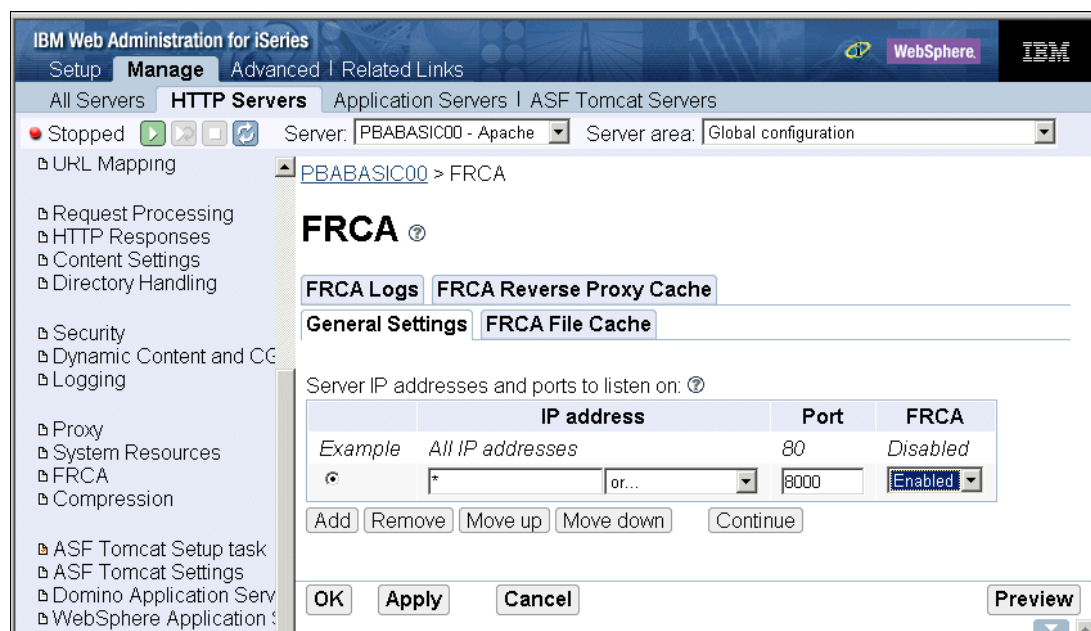 IBM Web Administration for iSeries
WebSphere.
IBM
Setup Manage Advanced | Related Links
All Servers HTTP Servers Application Servers | ASF Tomcat Servers
Stopped Server: PBABASIC00 - Apache Server area: Global configuration
URL Mapping
Request Processing
HTTP Responses
Content Settings
Directory Handling
Security
Dynamic Content and CG
Logging
Proxy
System Resources
FRCA
Compression
ASF Tomcat Setup task
ASF Tomcat Settings
Domino Application Serv
WebSphere Application S
PBABASIC00 > FRCA
FRCA ?
FRCA Logs FRCA Reverse Proxy Cache
General Settings FRCA File Cache
Server IP addresses and ports to listen on: ?
IP address Port FRCA
Example All IP addresses 80 Disabled
* or... 8000 Enabled
Add Remove Move up Move down Continue
OK Apply Cancel Preview